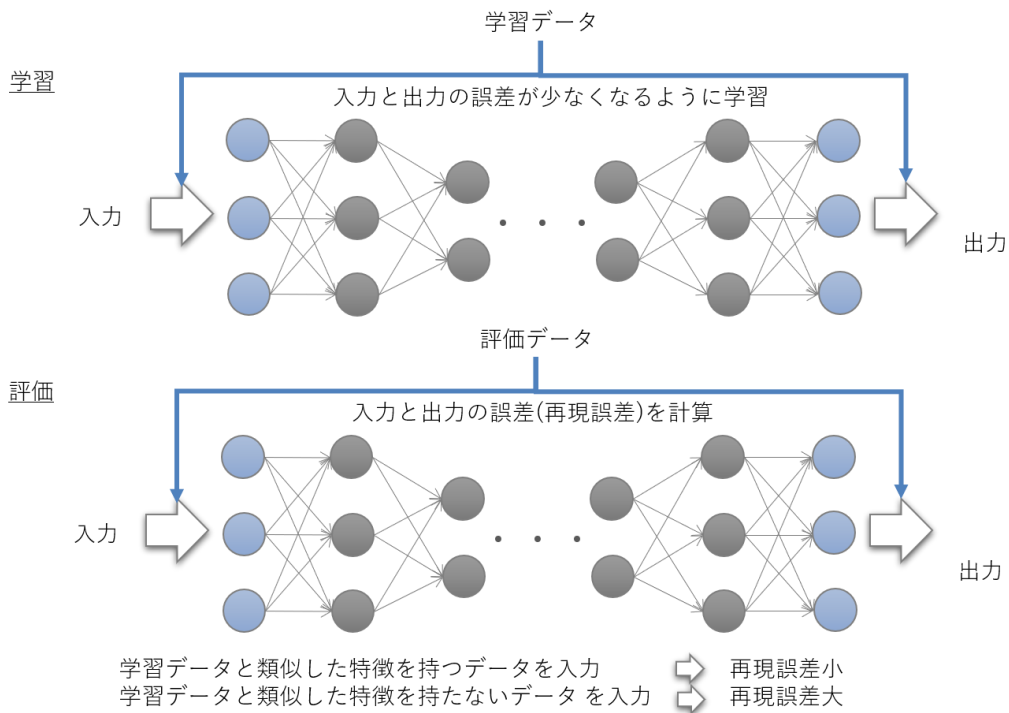 学習データ
学習
入力と出力の誤差が少なくなるように学習
入力
・・・
出力
評価データ
評価
入力と出力の誤差(再現誤差)を計算
入力
・・・
出力
学習データと類似した特徴を持つデータを入力 再現誤差小
学習データと類似した特徴を持たないデータ を入力 再現誤差大